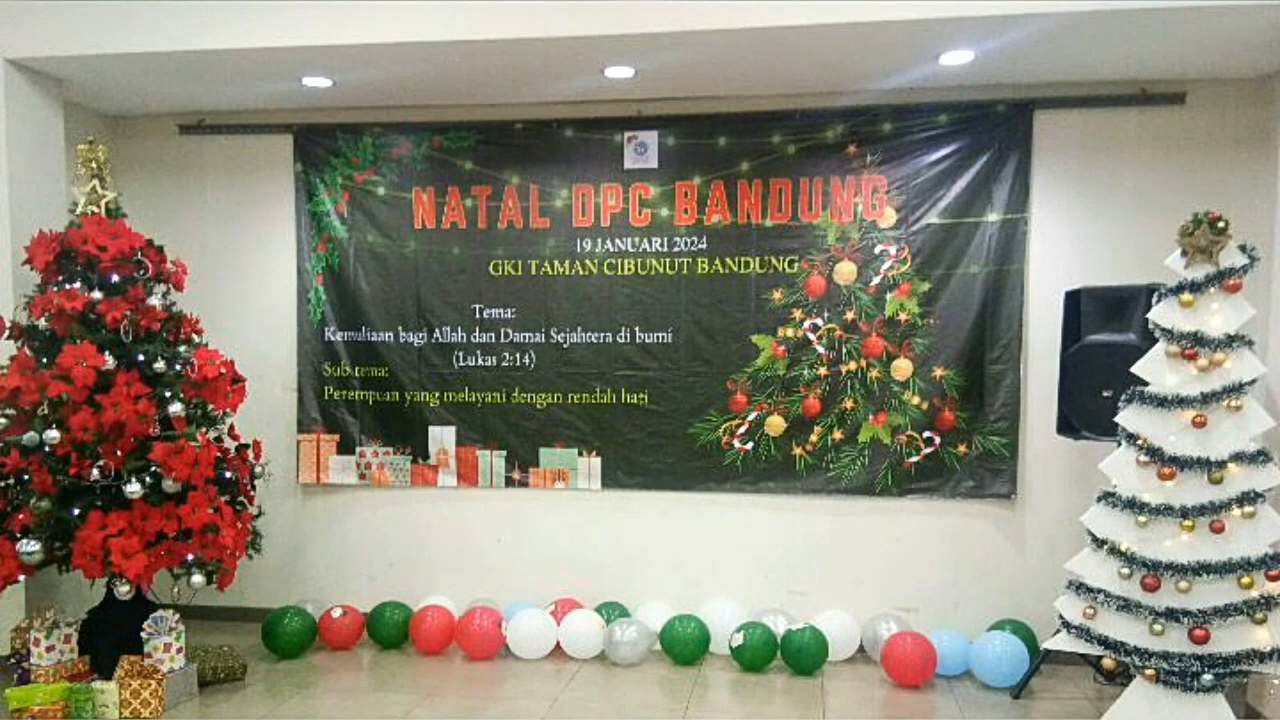 NATAL DPC BANDUNG
19 JANUARI 2024
GKI TAMAN CIBUNUT BANDUNG
Tema:
Kemuliaan bagi Allah dan Damai Sejahtera di bumi
(Lukas 2:14)
Sub tema:
Perempuan yang melayani dengan rendah hati